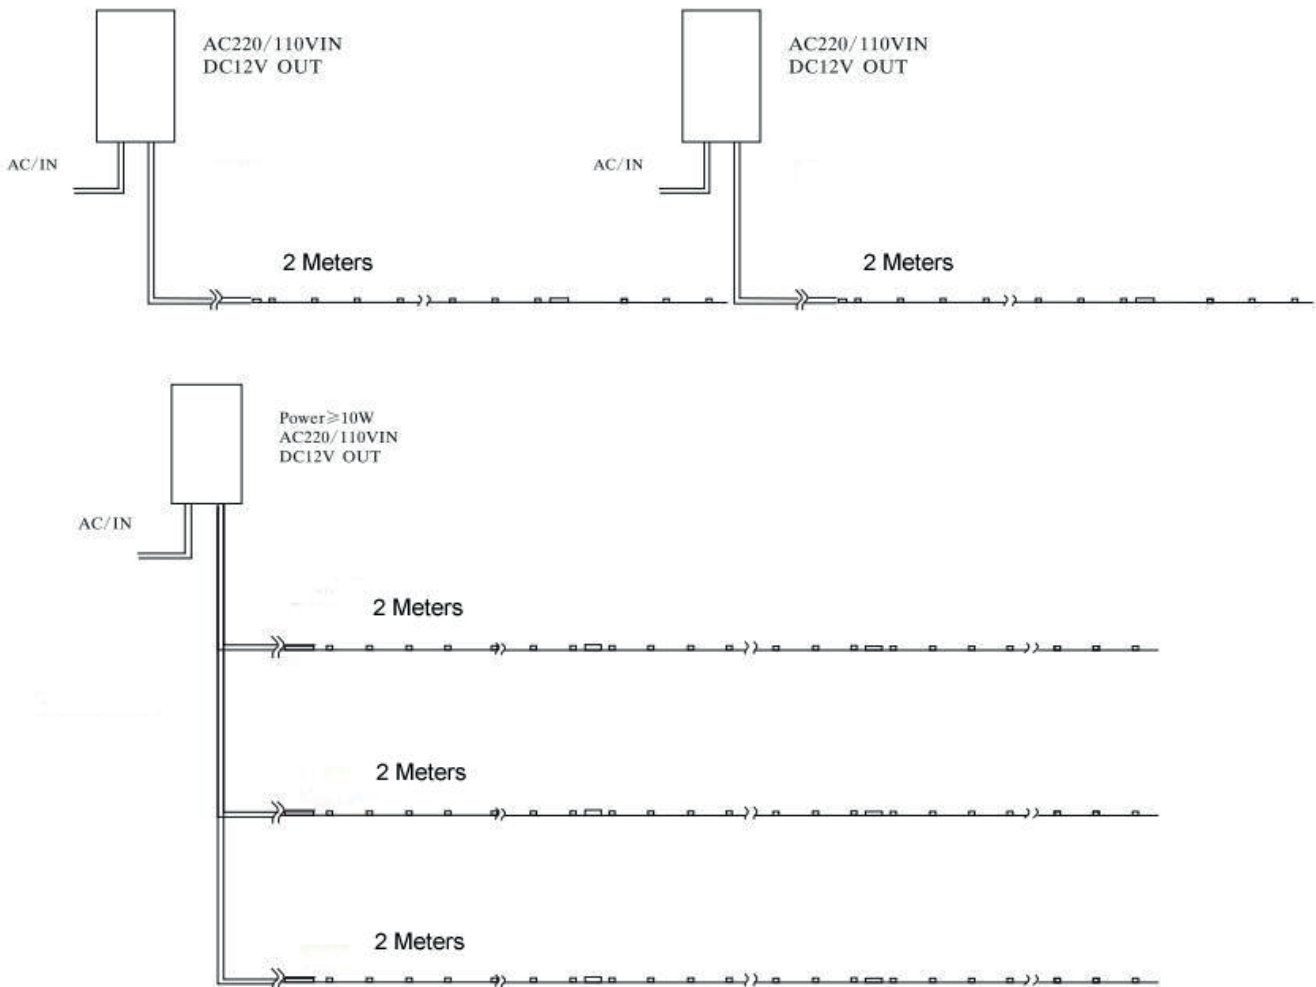 AC220/110VIN
DC12V OUT
AC/IN
2 Meters
AC220/110VIN
DC12V OUT
AC/IN
2 Meters
Power≥10W
AC220/110VIN
DC12V OUT
AC/IN
2 Meters
2 Meters
2 Meters